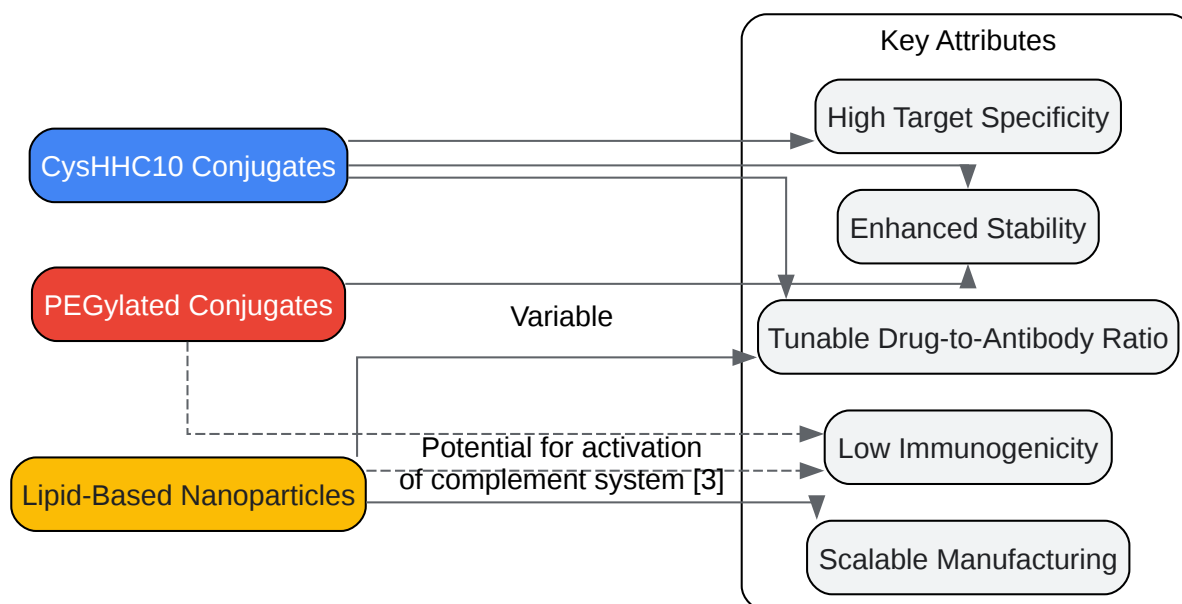 Key Attributes
High Target Specificity
CysHHC10 Conjugates
Enhanced Stability
PEGylated Conjugates
Variable
Tunable Drug-to-Antibody Ratio
Potential for activation
of complement system [3]
Low Immunogenicity
Lipid-Based Nanoparticles
Scalable Manufacturing